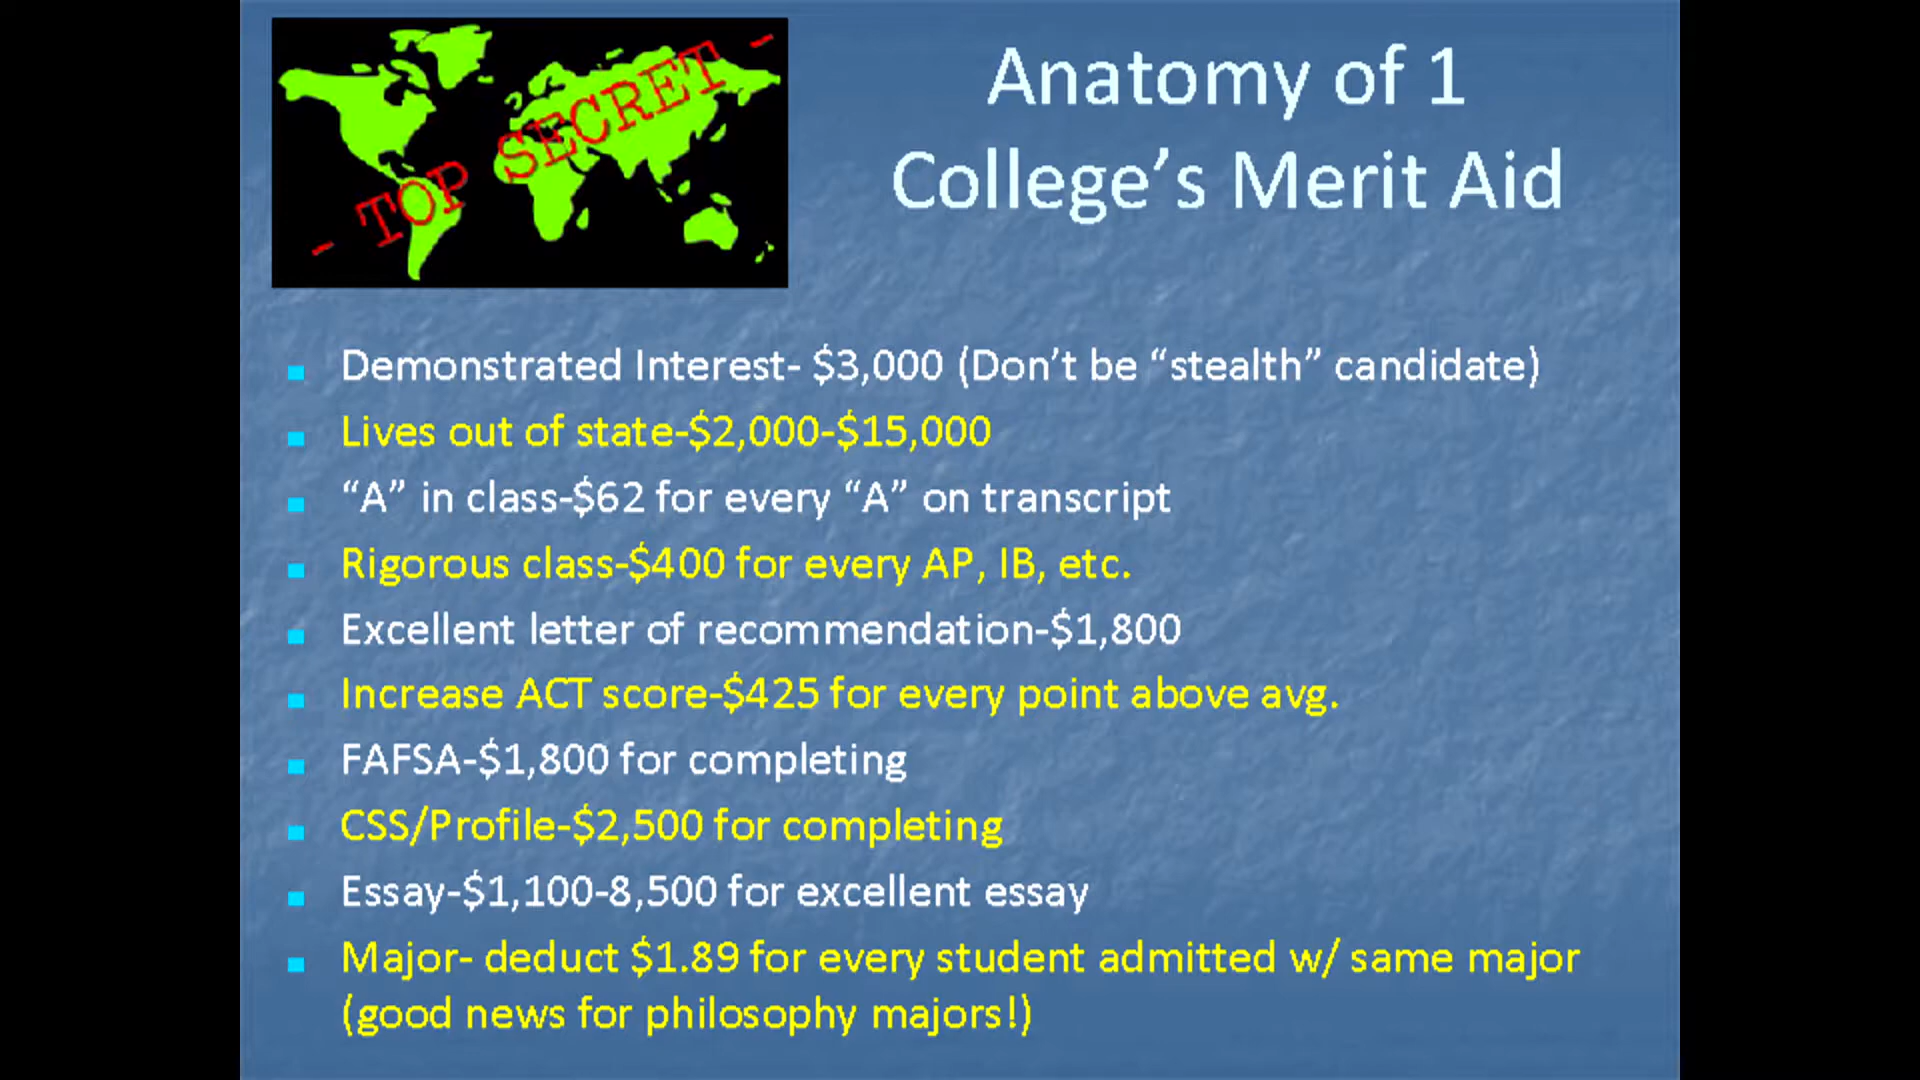 - TOP SECRET -
Anatomy of 1
College’s Merit Aid
Demonstrated Interest- $3,000 (Don’t be “stealth” candidate)
Lives out of state-$2,000-$15,000
“A” in class-$62 for every “A” on transcript
Rigorous class-$400 for every AP, IB, etc.
Excellent letter of recommendation-$1,800
Increase ACT score-$425 for every point above avg.
FAFSA-$1,800 for completing
CSS/Profile-$2,500 for completing
Essay-$1,100-8,500 for excellent essay
Major- deduct $1.89 for every student admitted w/ same major
(good news for philosophy majors!)